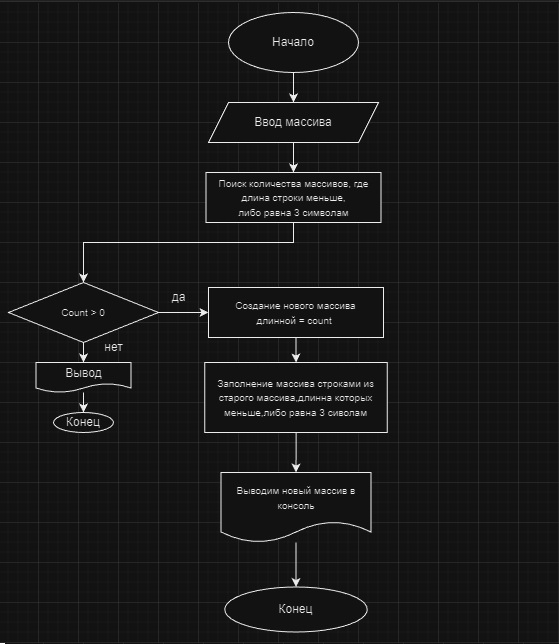 Начало
Ввод массива
Поиск количества массивов, где
длина строки меньше,
либо равна 3 символам
Count > 0
да
нет
Вывод
Конец
Создание нового массива
длинной = count
Заполнение массива строками из
старого массива,длинна которых
меньше,либо равна 3 сиволам
Выводим новый массив в
консоль
Конец